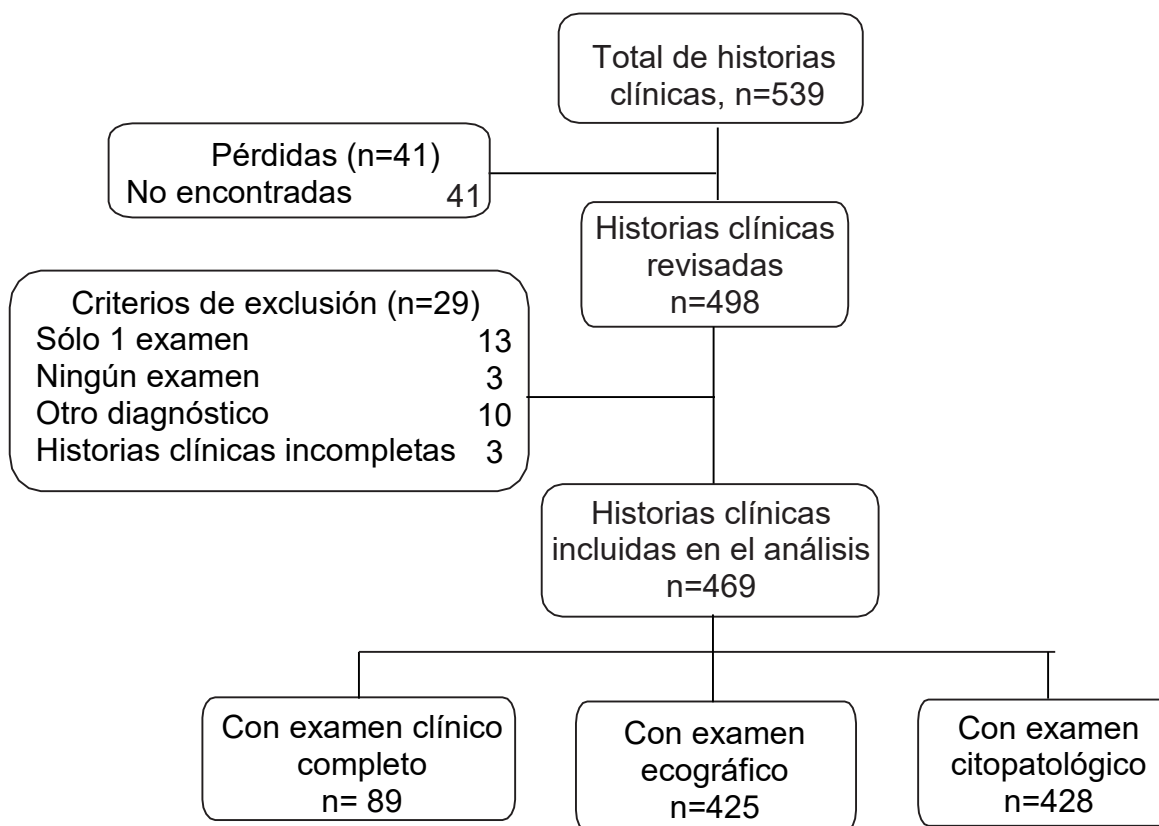 Total de historias
clínicas, n=539
Pérdidas (n=41)
No encontradas 41
Historias clínicas
revisadas
n=498
Criterios de exclusión (n=29)
Sólo 1 examen 13
Ningún examen 3
Otro diagnóstico 10
Historias clínicas incompletas 3
Historias clínicas
incluidas en el análisis
n=469
Con examen clínico
completo
n= 89
Con examen
ecográfico
n=425
Con examen
citopatológico
n=428